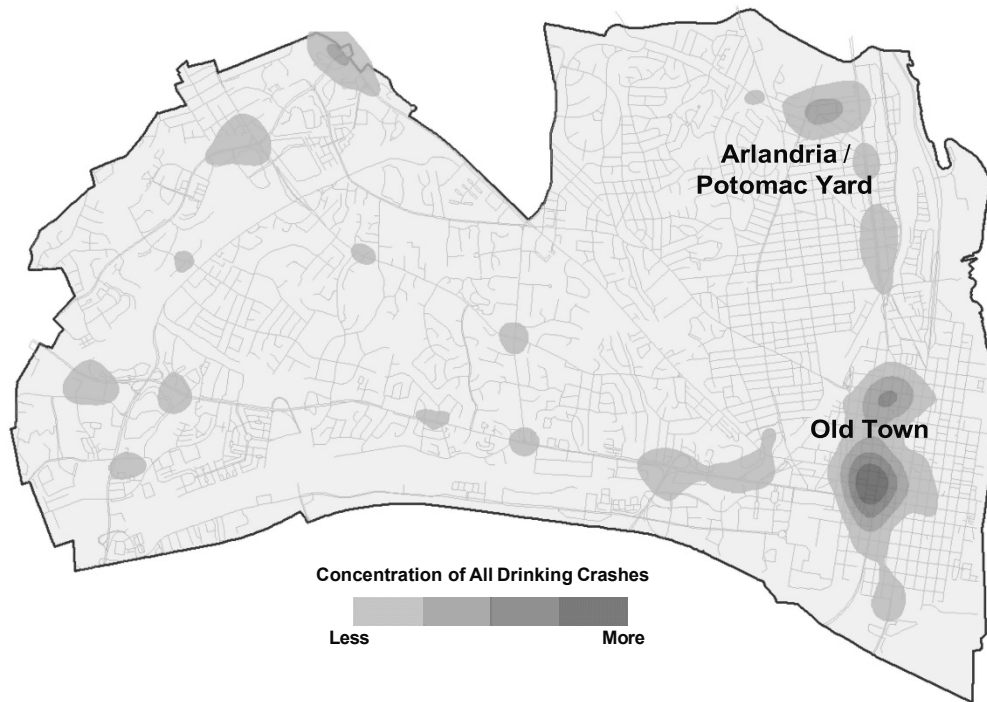 Arlandria /
Potomac Yard
Old Town
Concentration of All Drinking Crashes
Less More